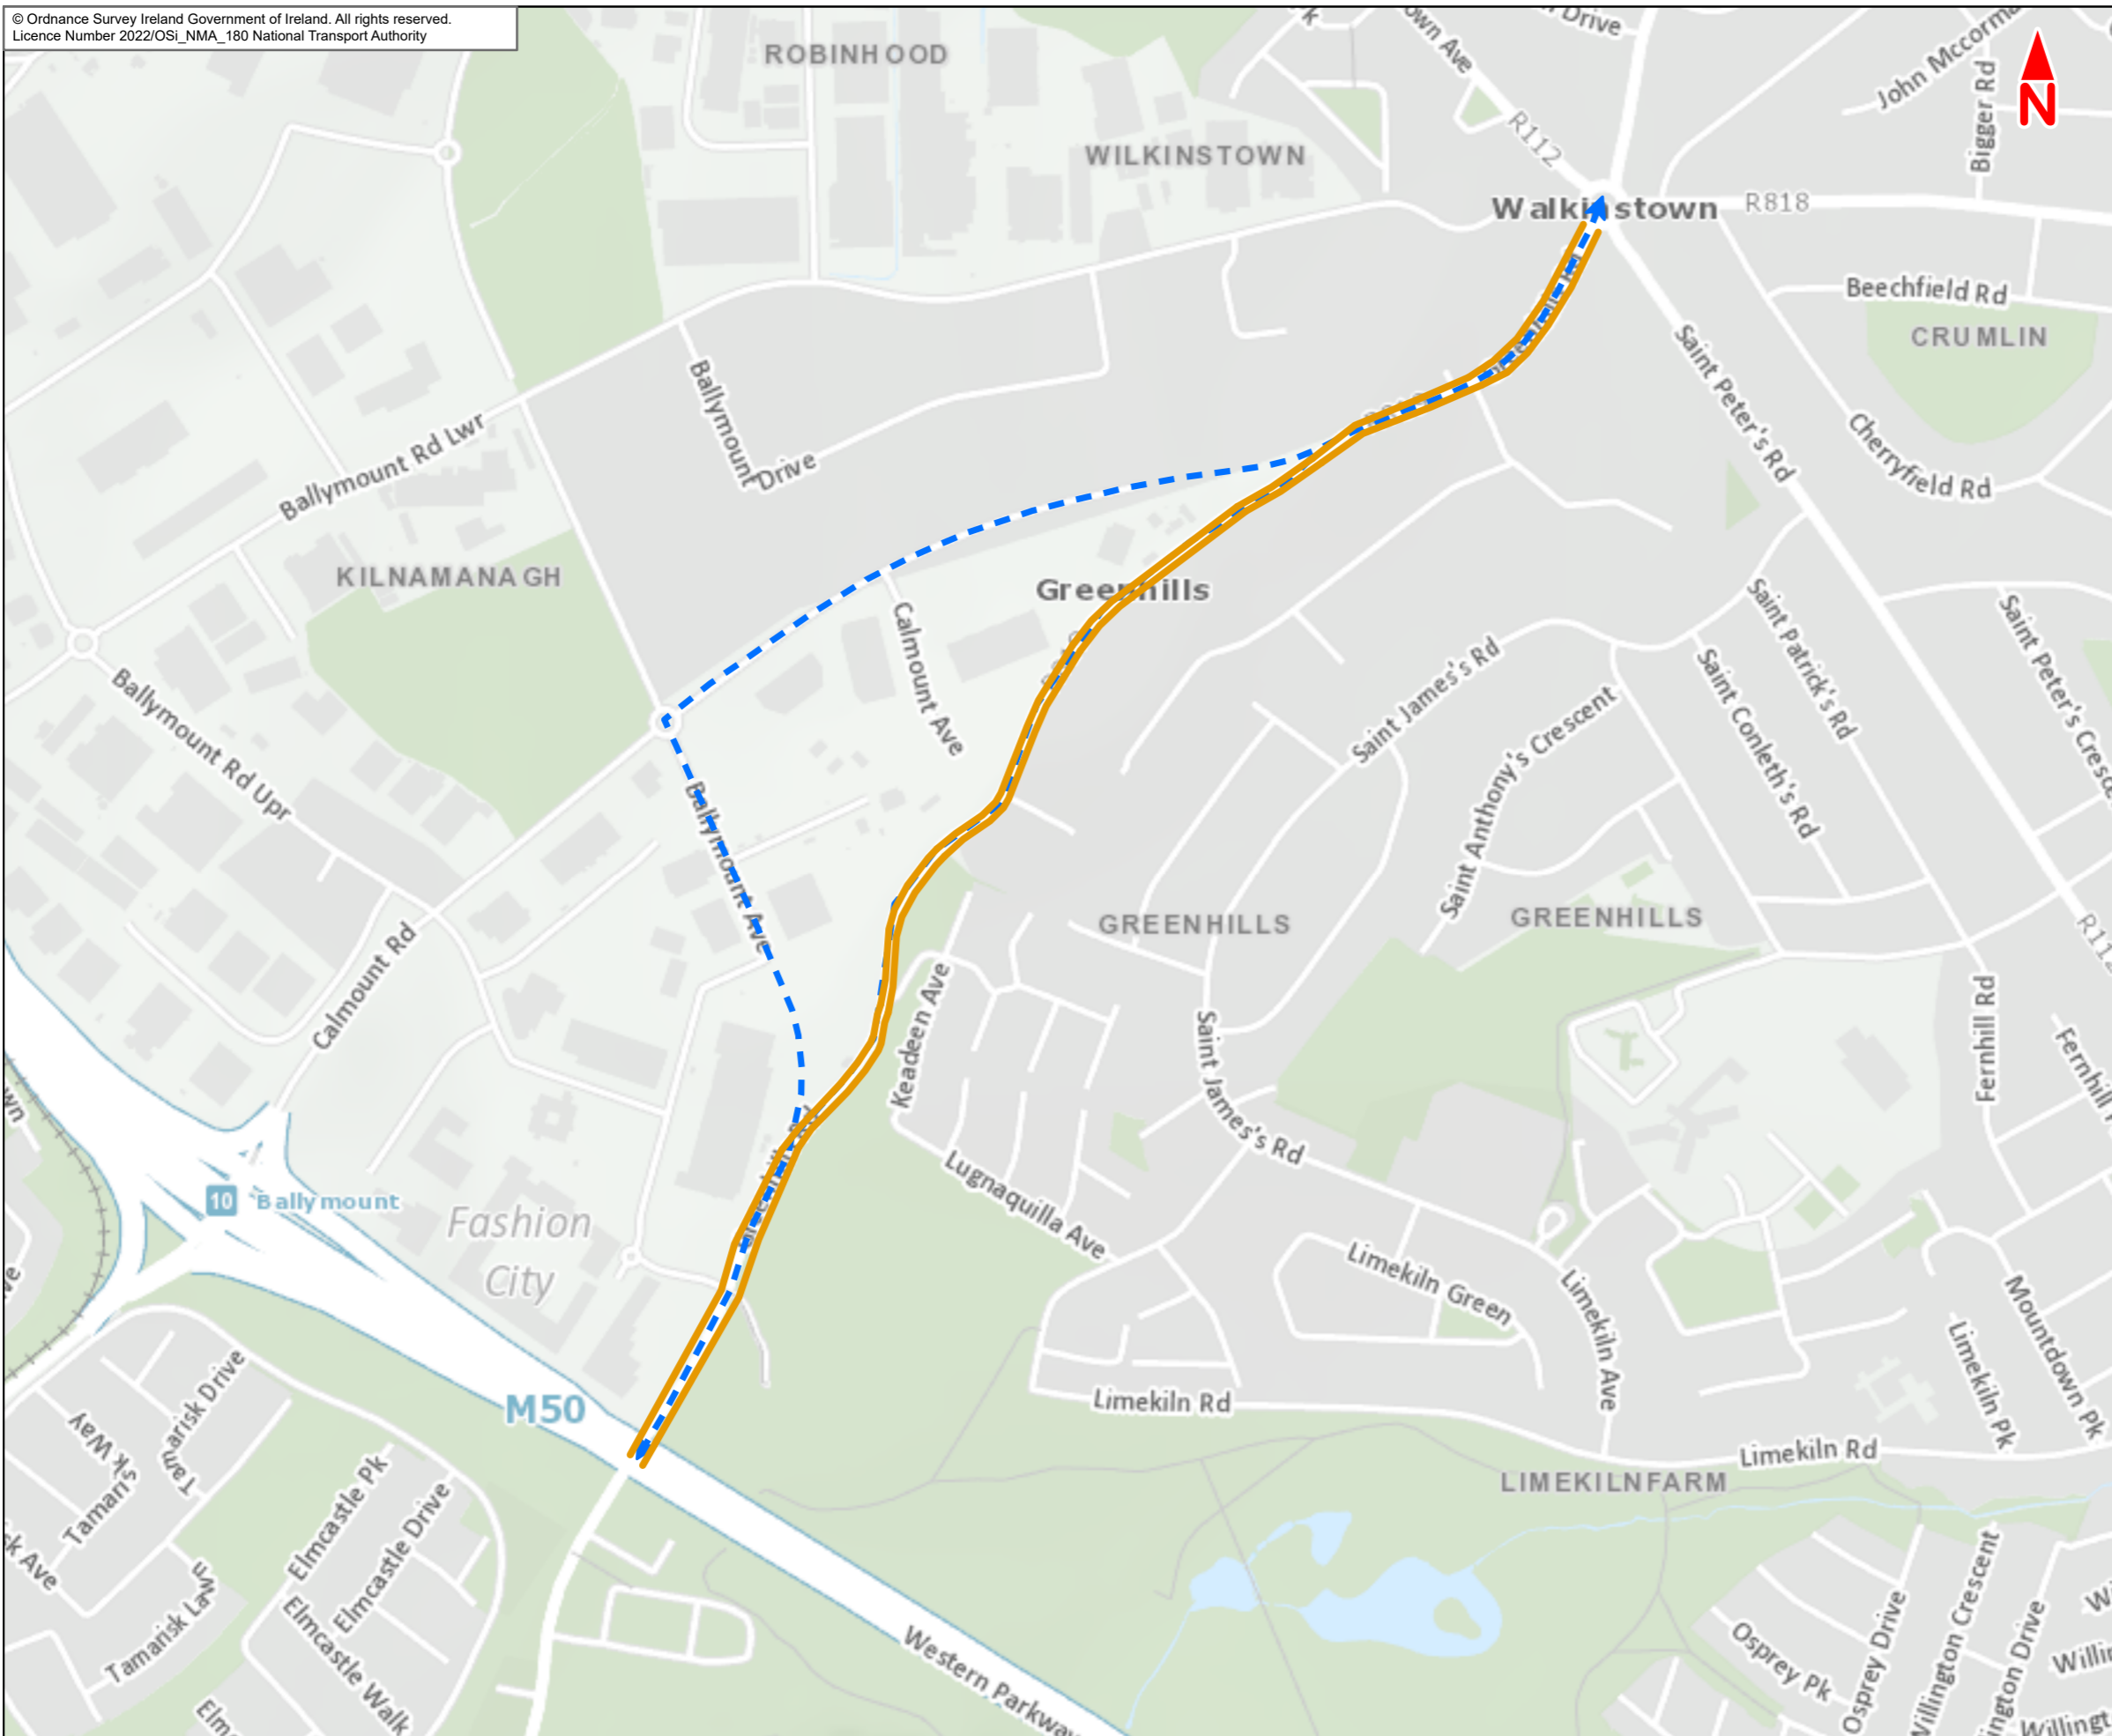 © Ordnance Survey Ireland Government of Ireland. All rights reserved.
Licence Number 2022/OSi_NMA_180 National Transport Authority
ROBINHOOD
Drive
John Mccorma
N
Bigger Rd
R112
WILKINSTOWN
Walkinstown
R818
Beechfield Rd
CRUMLIN
Saint Peter's Rd
Cherryfield Rd
Ballymount
Drive
Ballymount Rd Lwr
KILNAMANAGH
Greenhills
Calmount Ave
Saint Patrick's Rd
Saint Peter's Cresce
Saint James's Rd
Saint Conleth's Rd
Saint Anthony's Crescent
Ballymount Rd Upr
Ballymount Ave
GREENHILLS
GREENHILLS
R112
Calmount Rd
Keadeen Ave
Fernhill Rd
Fernhill
Saint James's Rd
Lugnaquilla Ave
10
Ballymount
Fashion
City
Limekiln Green
Limekiln Ave
Mountdown Pk
Limekiln Pk
Tamarisk Drive
M50
Limekiln Rd
Limekiln Rd
LIMEKILNFARM
Tamarisk Way
Elmcastle Pk
Elmcastle Drive
Tamarisk Lawn
Elmcastle Walk
Western Parkway
Osprey Pk
Osprey Drive
Willington Crescent